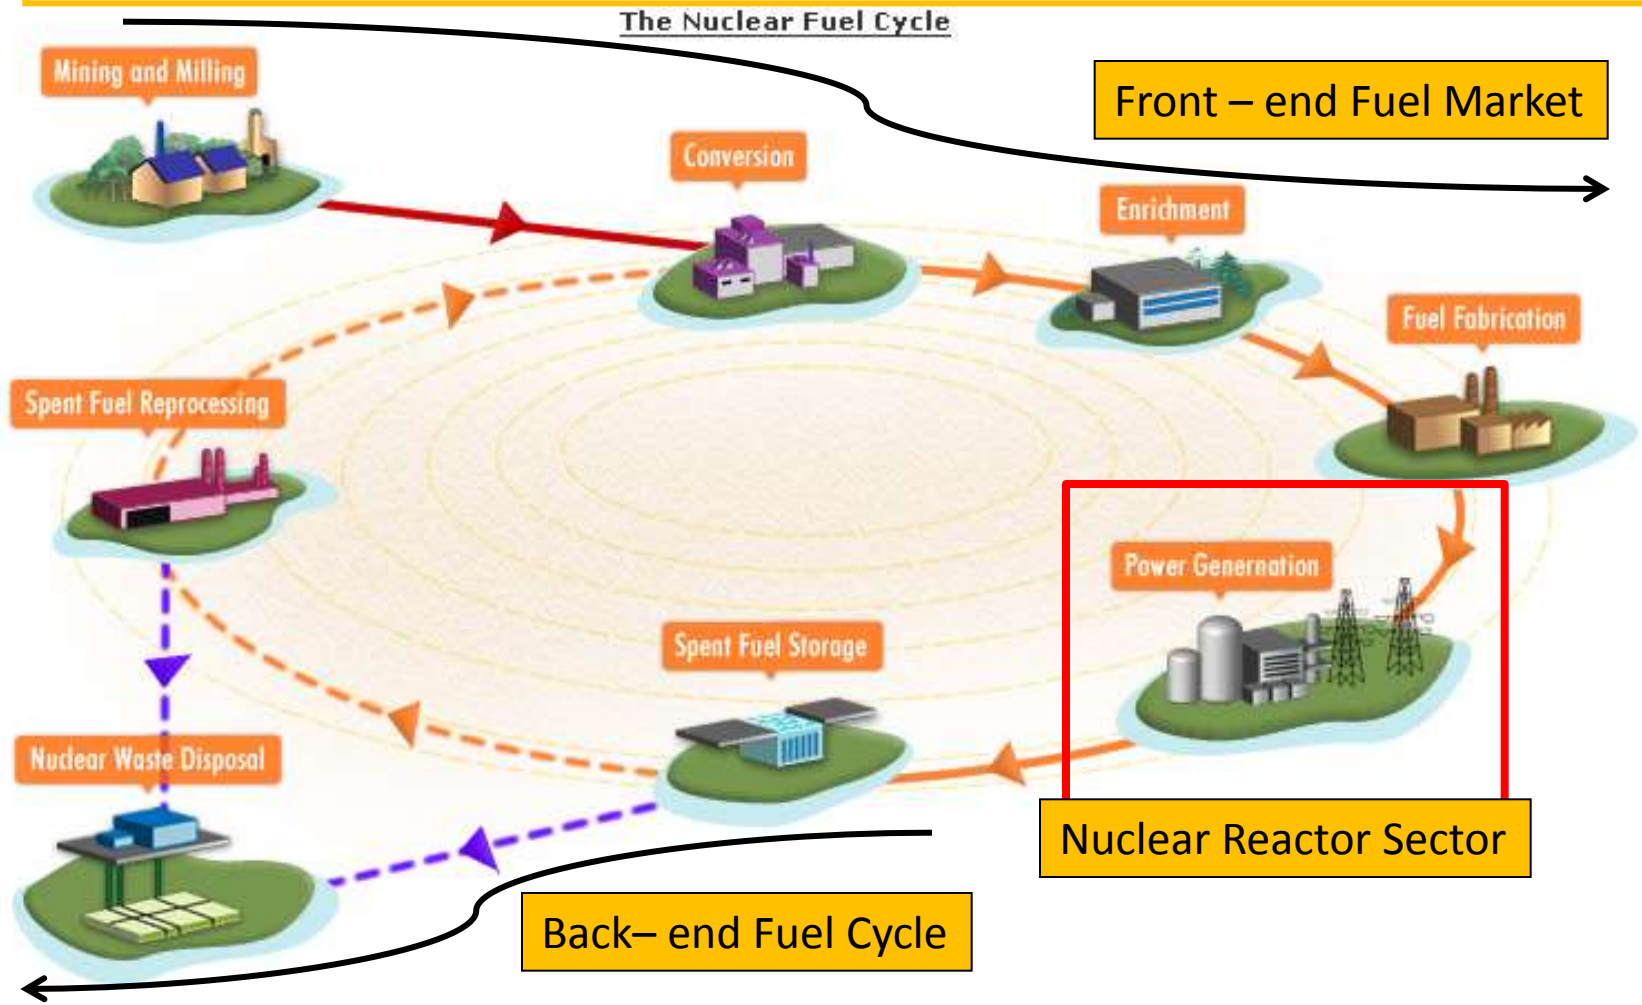 The Nuclear Fuel Cycle
Mining and Milling
Front – end Fuel Market
Conversion
Enrichment
Fuel Fabrication
Spent Fuel Reprocessing
Power Genernation
Spent Fuel Storage
Nuclear Waste Disposal
Nuclear Reactor Sector
Back– end Fuel Cycle